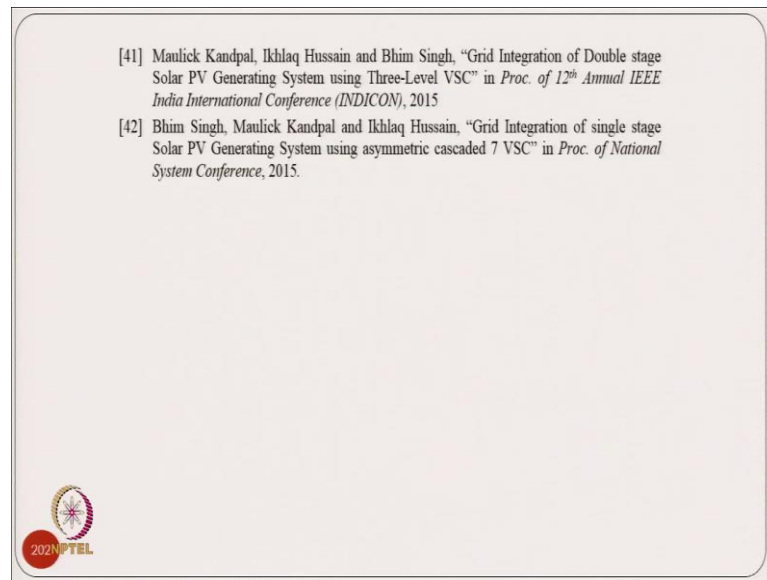 [41] Maulick Kandpal, Ikhlaq Hussain and Bhim Singh, “Grid Integration of Double stage
Solar PV Generating System using Three-Level VSC” in Proc. of 12th Annual IEEE
India International Conference (INDICON), 2015
[42] Bhim Singh, Maulick Kandpal and Ikhlaq Hussain, “Grid Integration of single stage
Solar PV Generating System using asymmetric cascaded 7 VSC” in Proc. of National
System Conference, 2015.
202
NPTEL